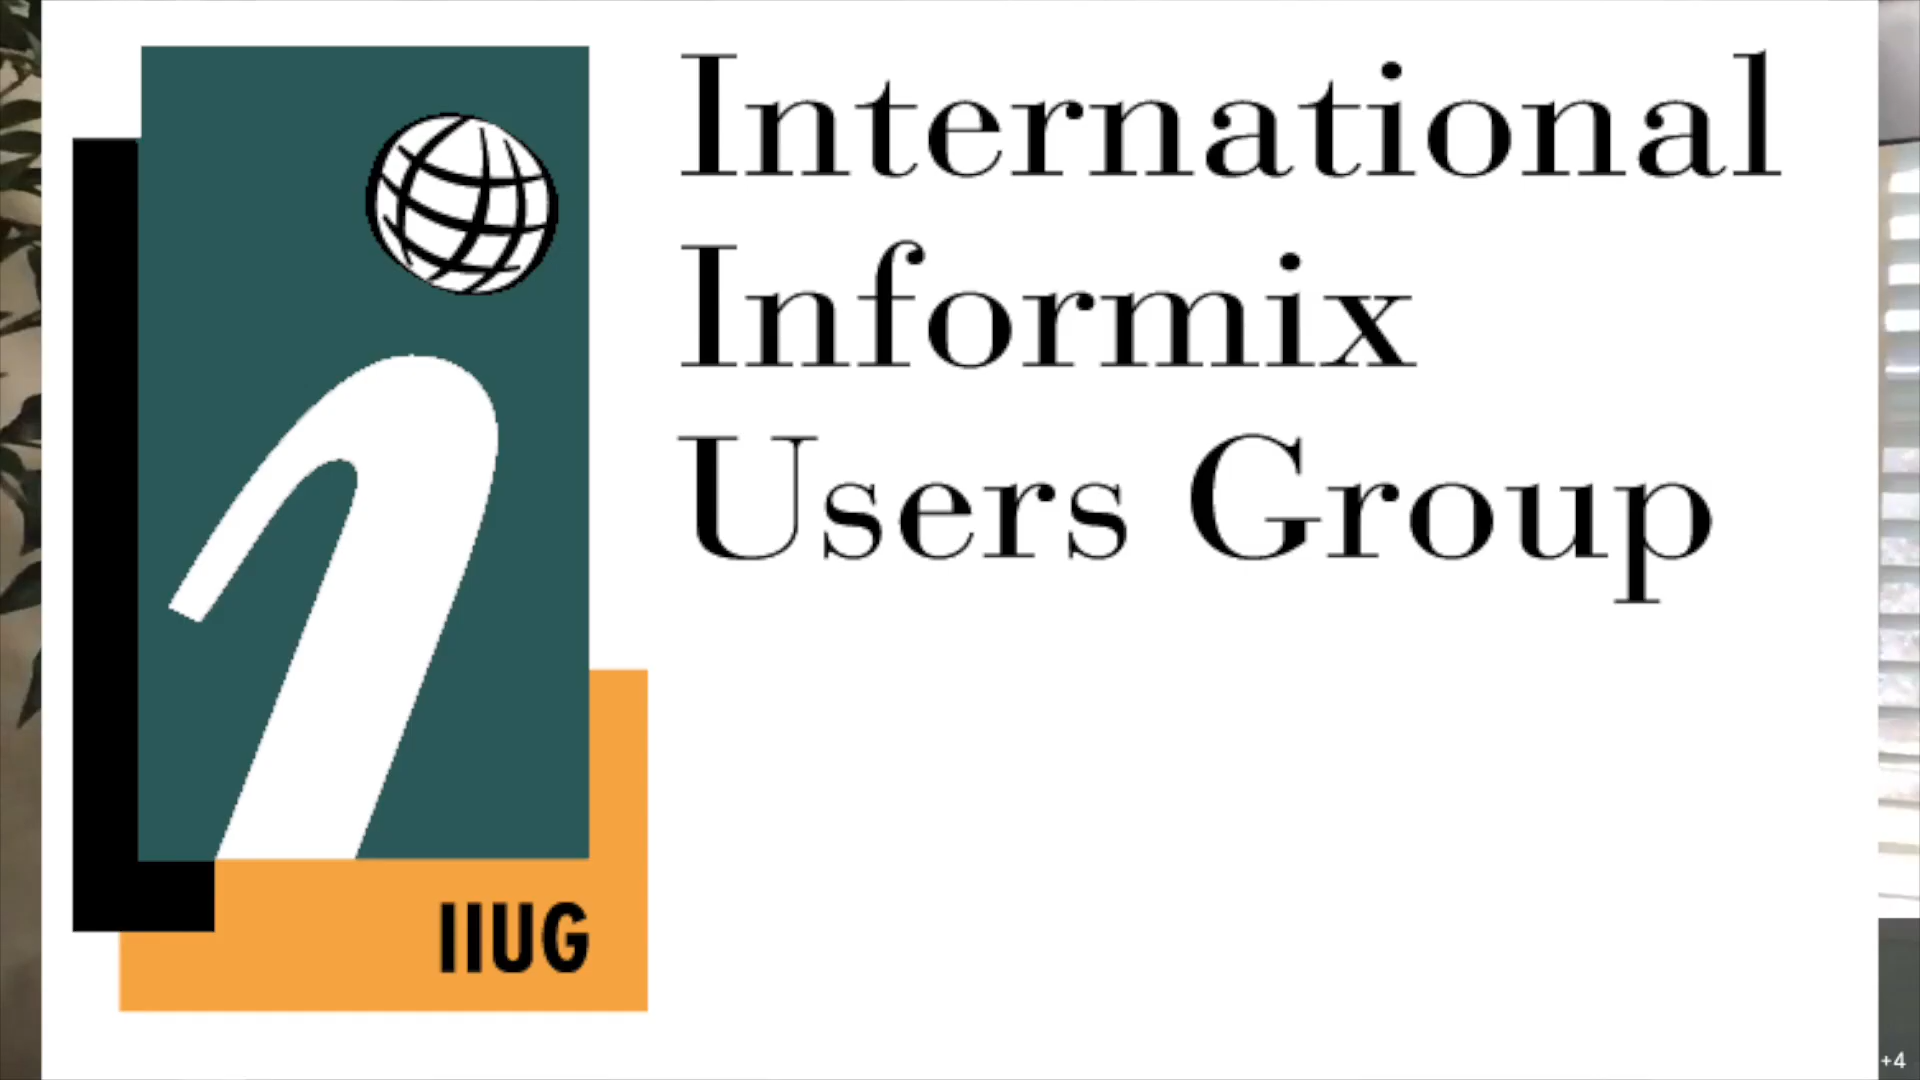 International
Informix
Users Group
IIUG
+4